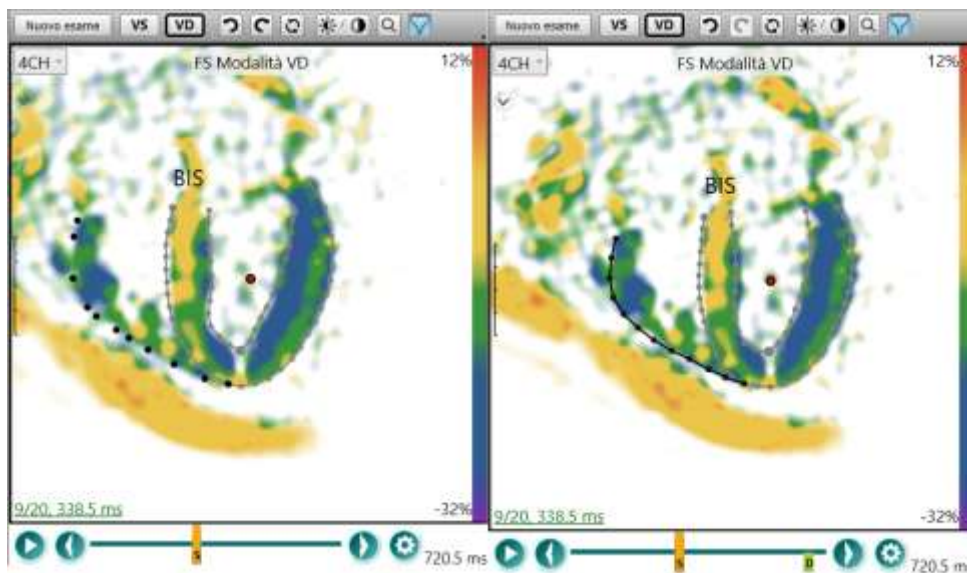 Nuovo esame VS VD
4CH FS Modalità VD 12%
BIS
9/20, 338.5 ms -32%
S 720.5 ms
Nuovo esame VS VD
4CH FS Modalità VD 12%
BIS
9/20, 338.5 ms -32%
S D 720.5 ms